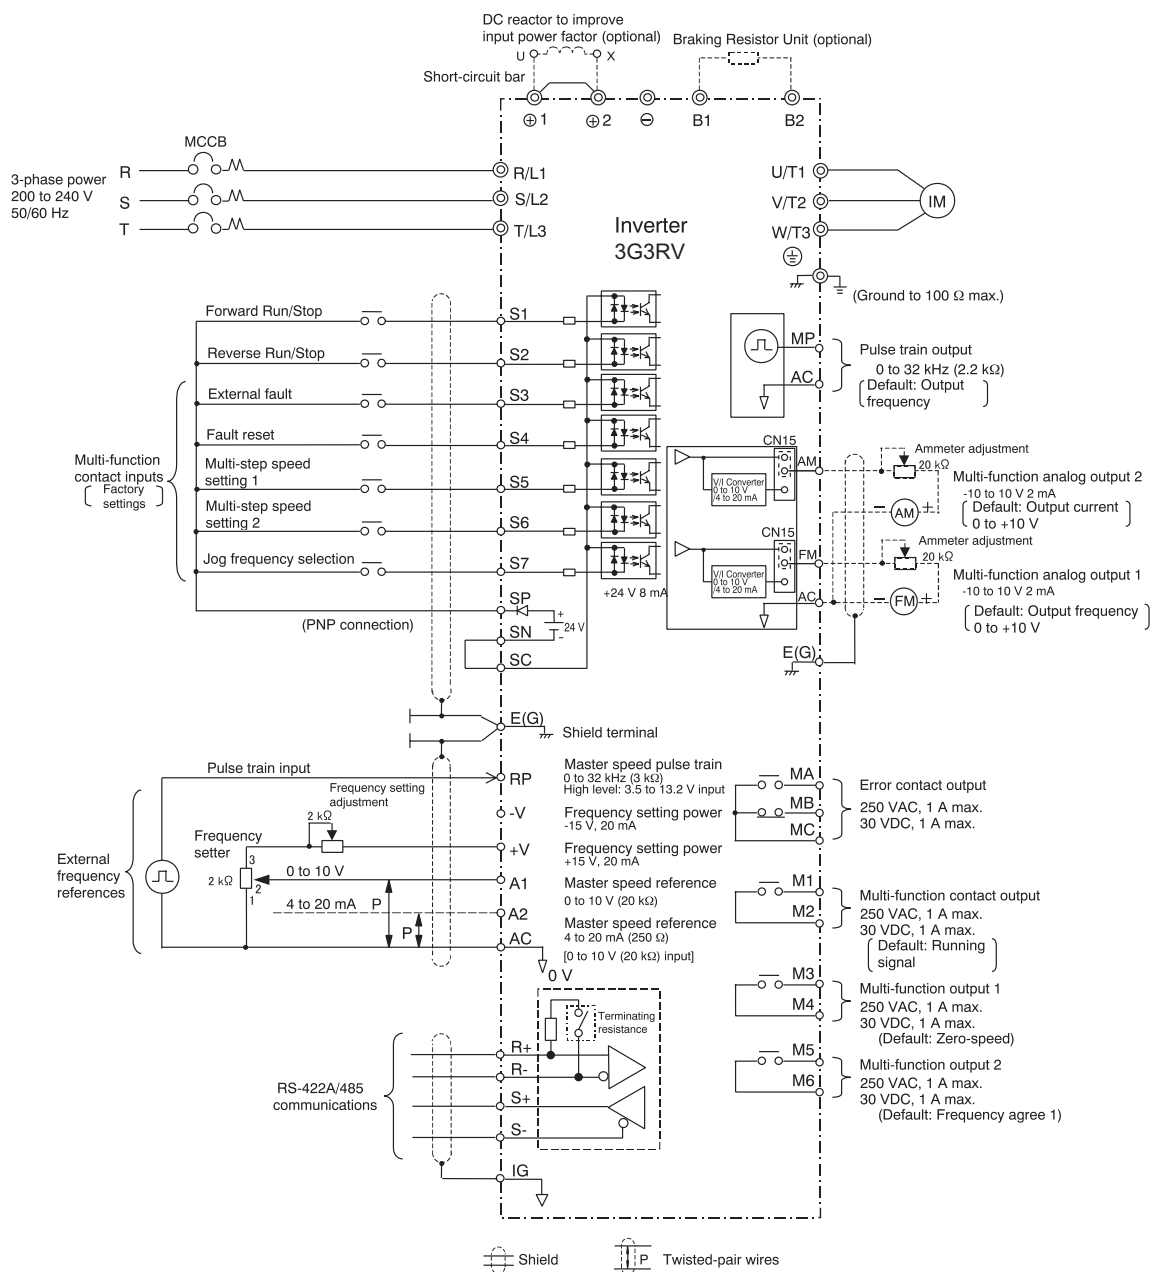 DC reactor to improve
input power factor (optional)
U
X
Braking Resistor Unit (optional)
Short-circuit bar
⊕ 1
⊕ 2
⊖
B1
B2
MCCB
3-phase power
200 to 240 V
50/60 Hz
R
S
T
R/L1
S/L2
T/L3
Inverter
3G3RV
U/T1
V/T2
W/T3
IM
(Ground to 100 Ω max.)
Forward Run/Stop
S1
Reverse Run/Stop
S2
External fault
S3
Fault reset
S4
Multi-function
contact inputs
Factory
settings
Multi-step speed
setting 1
S5
Multi-step speed
setting 2
S6
Jog frequency selection
S7
+24 V 8 mA
SP
+
24 V
-
(PNP connection)
SN
SC
MP
AC
Pulse train output
0 to 32 kHz (2.2 kΩ)
Default: Output
frequency
CN15
AM
V/I Converter
0 to 10 V
/4 to 20 mA
Ammeter adjustment
20 kΩ
Multi-function analog output 2
-10 to 10 V 2 mA
Default: Output current
0 to +10 V
− AM +
CN15
FM
V/I Converter
0 to 10 V
/4 to 20 mA
AC
Ammeter adjustment
20 kΩ
Multi-function analog output 1
-10 to 10 V 2 mA
Default: Output frequency
0 to +10 V
− FM +
E(G)
E(G)
Shield terminal
Pulse train input
RP
Master speed pulse train
0 to 32 kHz (3 kΩ)
High level: 3.5 to 13.2 V input
Frequency setting
adjustment
2 kΩ
-V
Frequency setting power
-15 V, 20 mA
Frequency
setter
+V
Frequency setting power
+15 V, 20 mA
External
frequency
references
3
2 kΩ
2
1
0 to 10 V
A1
Master speed reference
0 to 10 V (20 kΩ)
4 to 20 mA
P
P
A2
Master speed reference
4 to 20 mA (250 Ω)
[0 to 10 V (20 kΩ) input]
AC
0 V
MA
MB
MC
Error contact output
250 VAC, 1 A max.
30 VDC, 1 A max.
M1
M2
Multi-function contact output
250 VAC, 1 A max.
30 VDC, 1 A max.
Default: Running
signal
M3
M4
Multi-function output 1
250 VAC, 1 A max.
30 VDC, 1 A max.
(Default: Zero-speed)
M5
M6
Multi-function output 2
250 VAC, 1 A max.
30 VDC, 1 A max.
(Default: Frequency agree 1)
Terminating
resistance
RS-422A/485
communications
R+
R-
S+
S-
IG
Shield
P
Twisted-pair wires